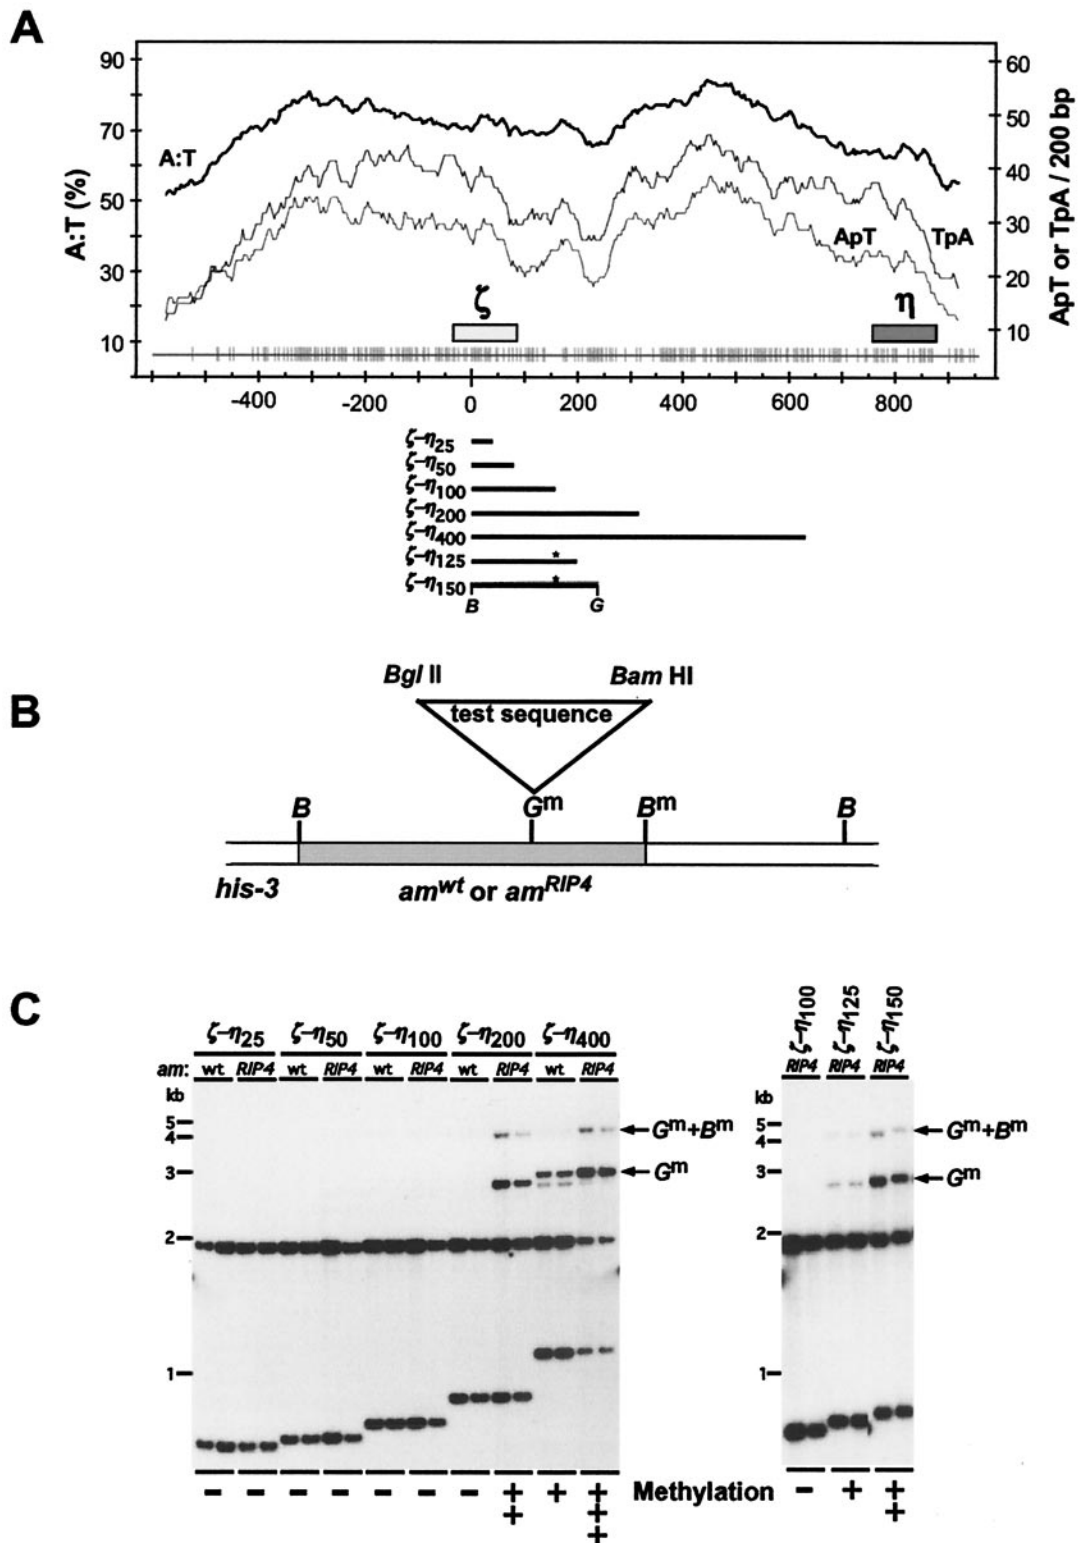 A
90
70
50
30
10
A:T (%)
60
50
40
30
20
10
ApT or TpA / 200 bp
A:T
ApT
TpA
ζ
η
-400 -200 0 200 400 600 800
ζ–η25
ζ–η50
ζ–η100
ζ–η200
ζ–η400
ζ–η125 *
ζ–η150 *
B G
B
Bgl II Bam HI
test sequence
B Gm Bm B
his-3 amwt or amRIP4
C
ζ–η25 ζ–η50 ζ–η100 ζ–η200 ζ–η400
am: wt RIP4 wt RIP4 wt RIP4 wt RIP4 wt RIP4
kb
5
4
3
2
1
Gm+Bm
Gm
- - - - - - - ++ + +++
Methylation
ζ–η100 ζ–η125 ζ–η150
RIP4 RIP4 RIP4
kb
5
4
3
2
1
Gm+Bm
Gm
- + ++